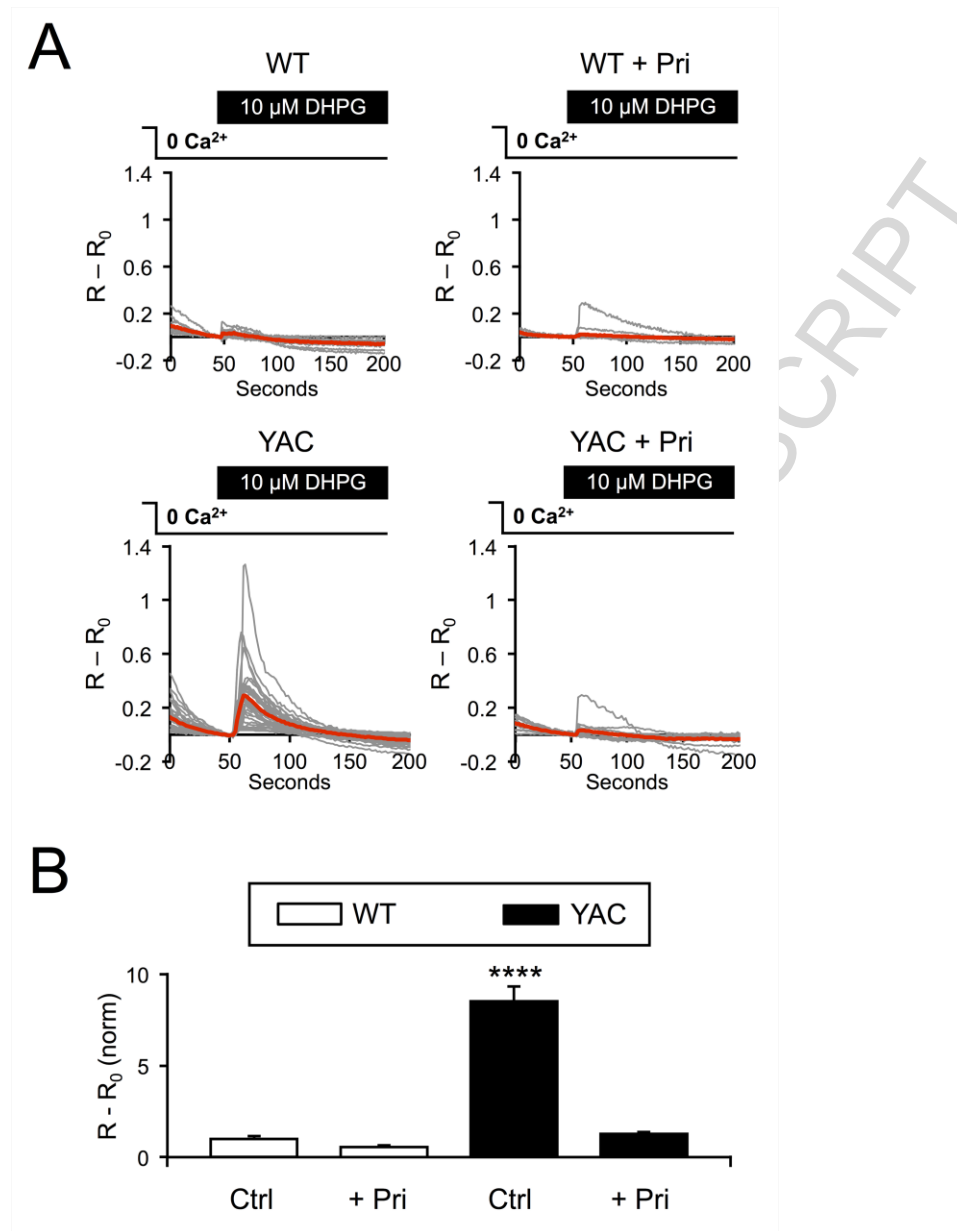 A
WT
WT + Pri
10 µM DHPG
10 µM DHPG
0 Ca²⁺
0 Ca²⁺
1.4
1
0.6
0.2
-0.2
R – R₀
0 50 100 150 200
Seconds
1.4
1
0.6
0.2
-0.2
R – R₀
0 50 100 150 200
Seconds
YAC
YAC + Pri
10 µM DHPG
10 µM DHPG
0 Ca²⁺
0 Ca²⁺
1.4
1
0.6
0.2
-0.2
R – R₀
0 50 100 150 200
Seconds
1.4
1
0.6
0.2
-0.2
R – R₀
0 50 100 150 200
Seconds
SCRIPT
B
WT YAC
****
10
5
0
R - R₀ (norm)
Ctrl + Pri Ctrl + Pri